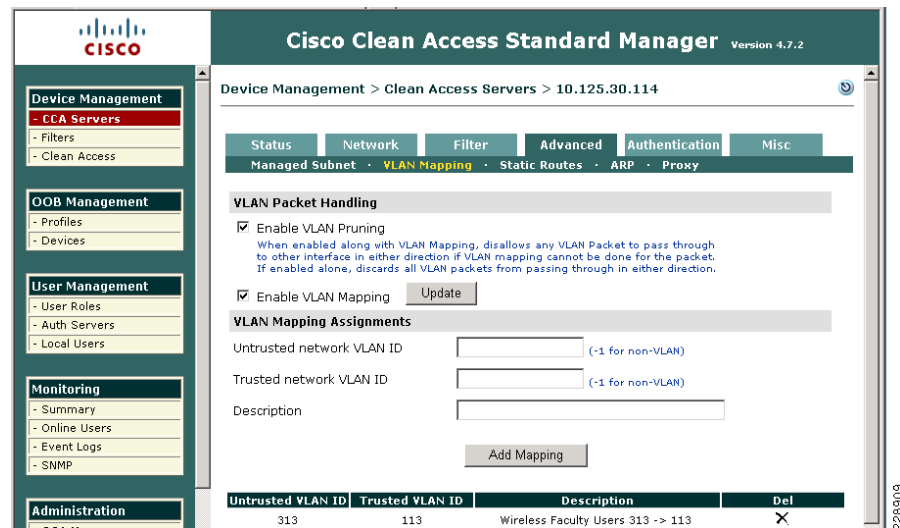 CISCO
Cisco Clean Access Standard Manager Version 4.7.2
Device Management
- CCA Servers
- Filters
- Clean Access
OOB Management
- Profiles
- Devices
User Management
- User Roles
- Auth Servers
- Local Users
Monitoring
- Summary
- Online Users
- Event Logs
- SNMP
Administration
Device Management > Clean Access Servers > 10.125.30.114
Status Network Filter Advanced Authentication Misc
Managed Subnet · VLAN Mapping · Static Routes · ARP · Proxy
VLAN Packet Handling
Enable VLAN Pruning
When enabled along with VLAN Mapping, disallows any VLAN Packet to pass through
to other interface in either direction if VLAN mapping cannot be done for the packet.
If enabled alone, discards all VLAN packets from passing through in either direction.
Enable VLAN Mapping Update
VLAN Mapping Assignments
Untrusted network VLAN ID (-1 for non-VLAN)
Trusted network VLAN ID (-1 for non-VLAN)
Description
Add Mapping
Untrusted VLAN ID Trusted VLAN ID Description Del
313 113 Wireless Faculty Users 313 -> 113 X